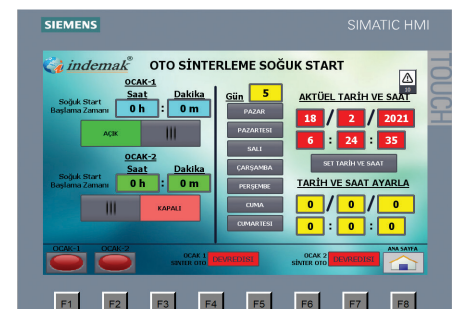 SIEMENS
SIMATIC HMI
TOUCH
indemak®
OTO SİNTERLEME SOĞUK START
10
OCAK-1
Saat Dakika
Soğuk Start
Başlama Zamanı
0 h : 0 m
AÇIK
OCAK-2
Saat Dakika
Soğuk Start
Başlama Zamanı
0 h : 0 m
KAPALI
Gün 5
PAZAR
PAZARTESİ
SALI
ÇARŞAMBA
PERŞEMBE
CUMA
CUMARTESİ
AKTÜEL TARİH VE SAAT
18 / 2 / 2021
6 : 24 : 35
SET TARİH VE SAAT
TARİH VE SAAT AYARLA
0 / 0 / 0
0 : 0 : 0
OCAK-1
OCAK-2
OCAK 1
SİNTER OTO
DEVREDIŞI
OCAK 2
SİNTER OTO
DEVREDIŞI
ANA SAYFA
F1 F2 F3 F4 F5 F6 F7 F8